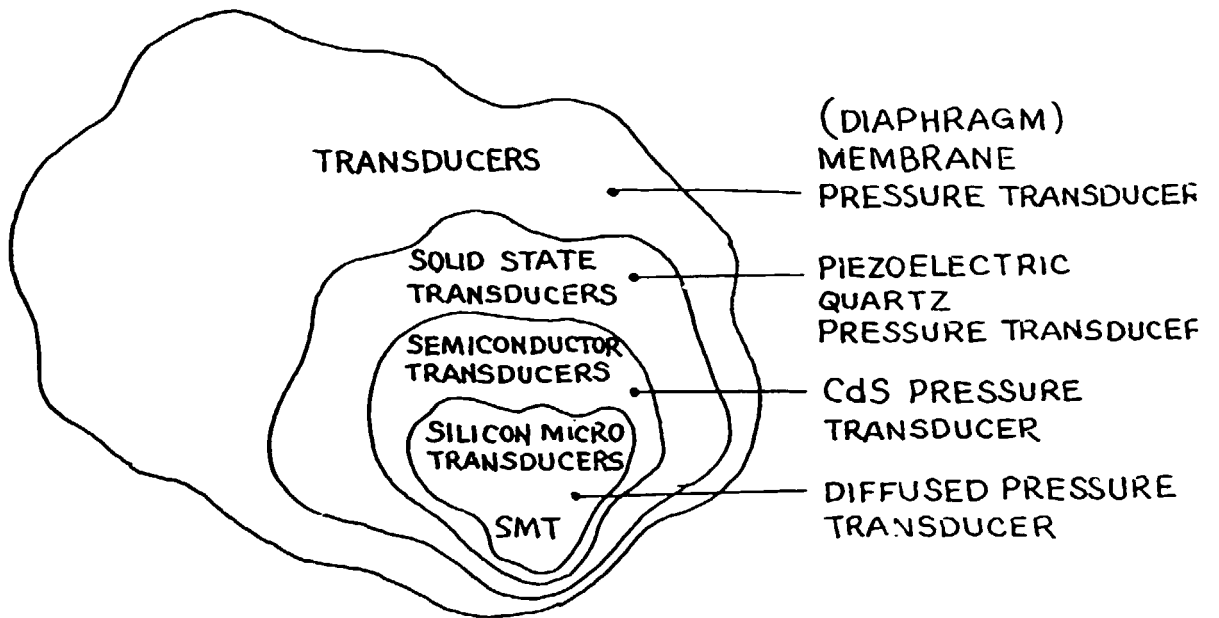 TRANSDUCERS
(DIAPHRAGM)
MEMBRANE
PRESSURE TRANSDUCER
SOLID STATE
TRANSDUCERS
PIEZOELECTRIC
QUARTZ
PRESSURE TRANSDUCER
SEMICONDUCTOR
TRANSDUCERS
CdS PRESSURE
TRANSDUCER
SILICON MICRO
TRANSDUCERS
SMT
DIFFUSED PRESSURE
TRANSDUCER